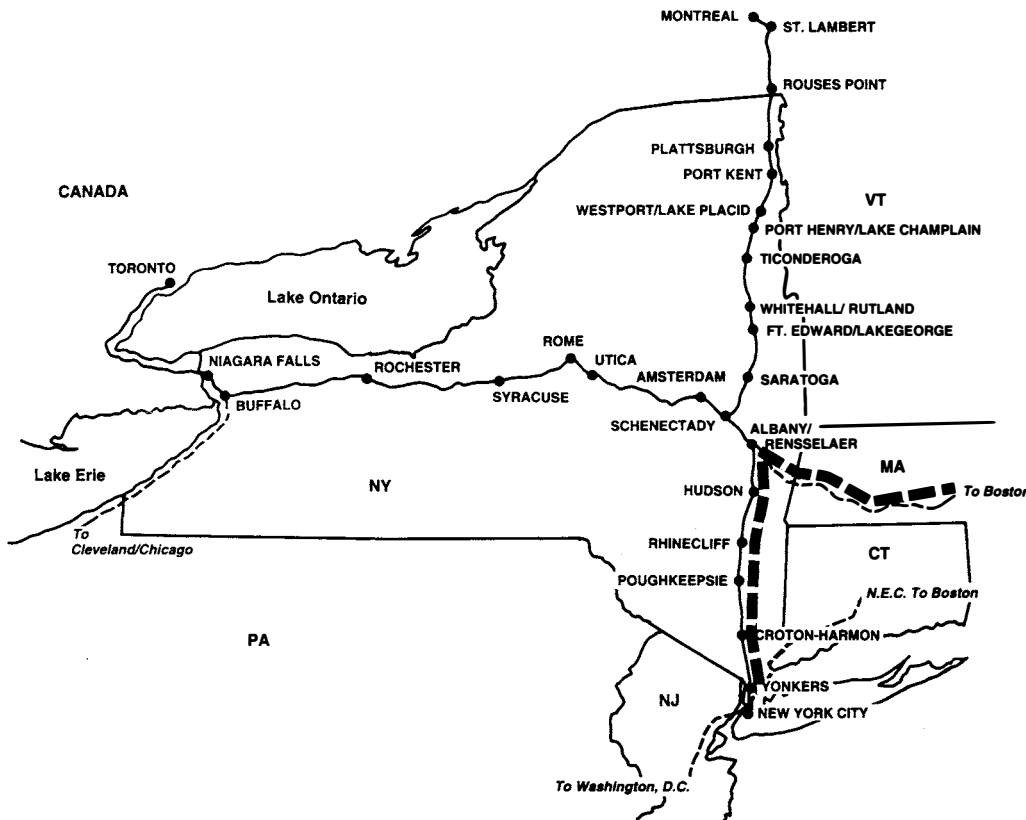 MONTREAL
ST. LAMBERT
ROUSES POINT
PLATTSBURGH
PORT KENT
CANADA
VT
WESTPORT/LAKE PLACID
PORT HENRY/LAKE CHAMPLAIN
TICONDEROGA
TORONTO
Lake Ontario
WHITEHALL/ RUTLAND
FT. EDWARD/LAKEGEORGE
ROME
NIAGARA FALLS
UTICA
ROCHESTER
AMSTERDAM
SARATOGA
SYRACUSE
BUFFALO
SCHENECTADY
ALBANY/
RENSSELAER
Lake Erie
NY
MA
HUDSON
To Boston
To
Cleveland/Chicago
RHINECLIFF
CT
POUGHKEEPSIE
N.E.C. To Boston
CROTON-HARMON
PA
YONKERS
NJ
NEW YORK CITY
To Washington, D.C.